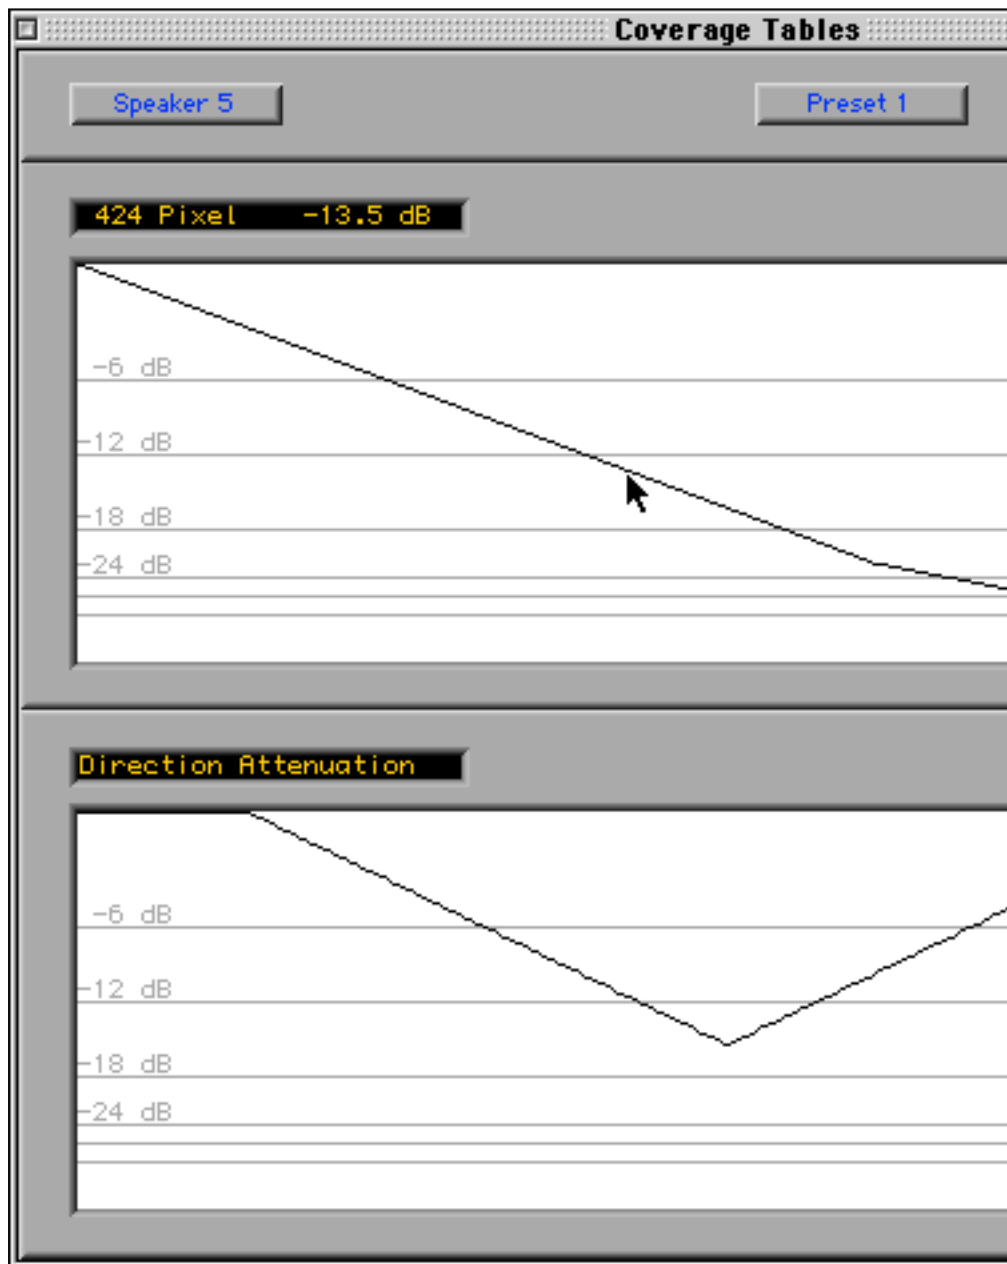 Coverage Tables
Speaker 5
Preset 1
424 Pixel -13.5 dB
-6 dB
-12 dB
-18 dB
-24 dB
Direction Attenuation
-6 dB
-12 dB
-18 dB
-24 dB